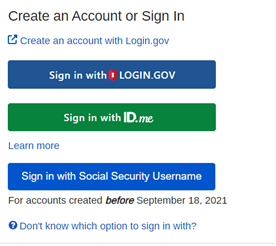 Create an Account or Sign In
Create an account with Login.gov
Sign in with LOGIN.GOV
Sign in with ID.me
Learn more
Sign in with Social Security Username
For accounts created before September 18, 2021
Don't know which option to sign in with?